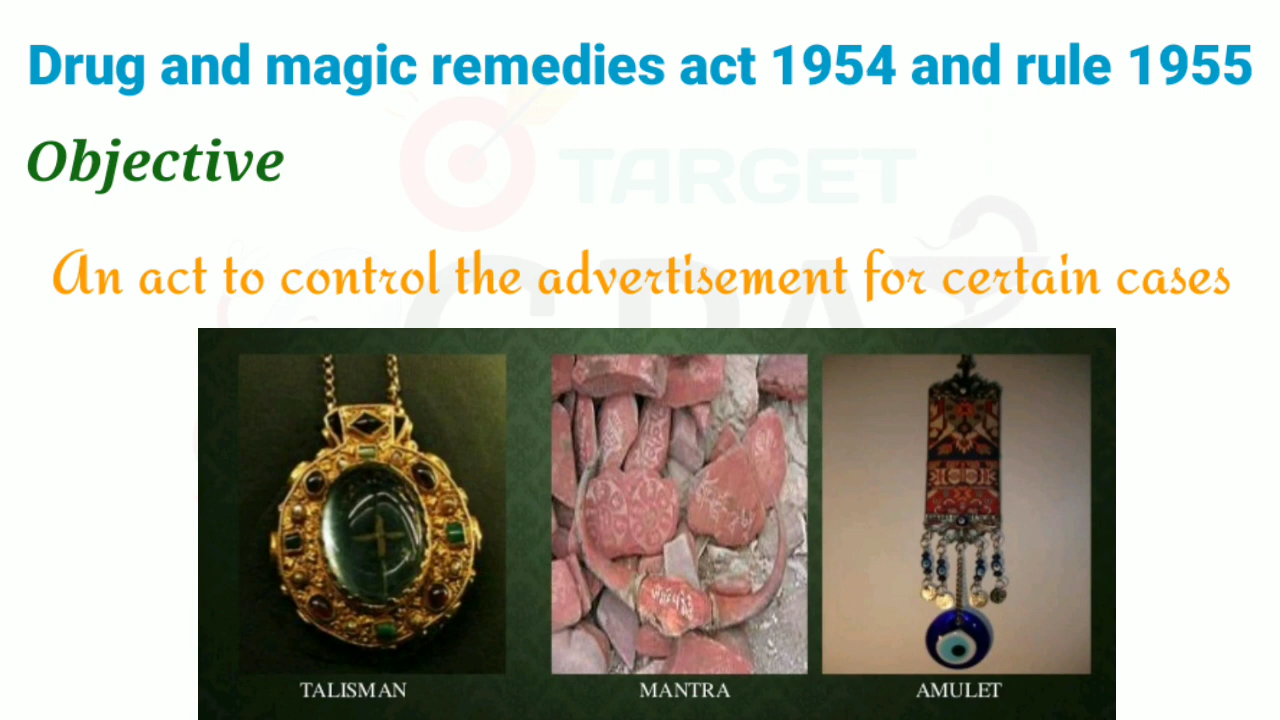 Drug and magic remedies act 1954 and rule 1955
Objective
TARGET
An act to control the advertisement for certain cases
TALISMAN
MANTRA
AMULET